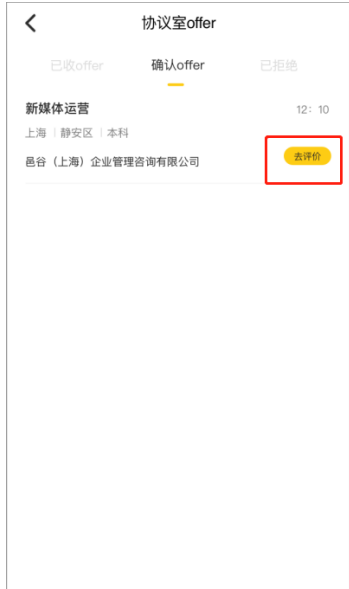 协议室offer
已收offer 确认offer 已拒绝
新媒体运营 12：10
上海 | 静安区 | 本科
邑谷（上海）企业管理咨询有限公司 去评价